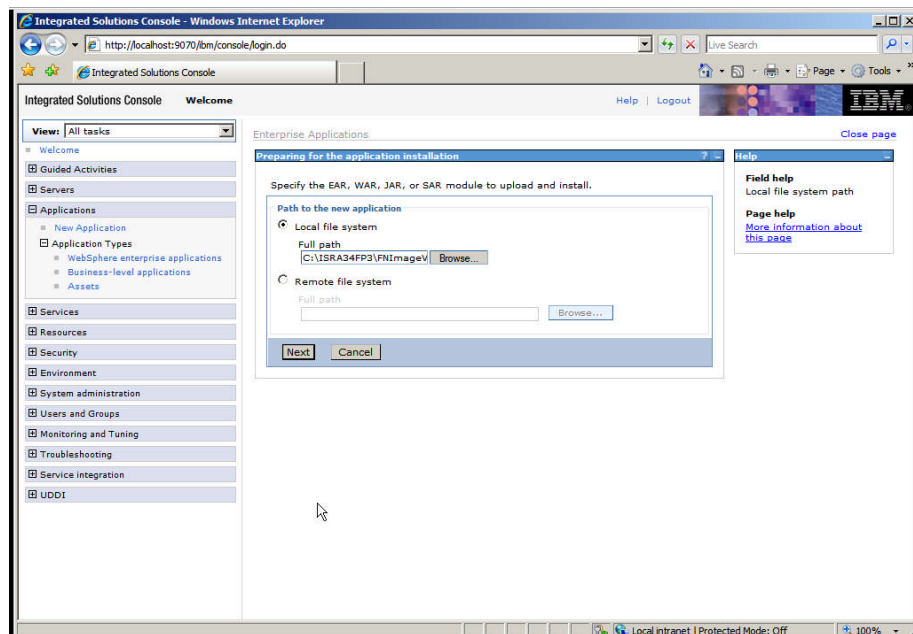 Integrated Solutions Console - Windows Internet Explorer
http://localhost:9070/ibm/console/login.do
Live Search
Integrated Solutions Console
Page
Tools
Integrated Solutions Console Welcome
Help | Logout
IBM.
View: All tasks
Welcome
Guided Activities
Servers
Applications
New Application
Application Types
WebSphere enterprise applications
Business-level applications
Assets
Services
Resources
Security
Environment
System administration
Users and Groups
Monitoring and Tuning
Troubleshooting
Service integration
UDDI
Enterprise Applications
Close page
Preparing for the application installation
? -
Specify the EAR, WAR, JAR, or SAR module to upload and install.
Path to the new application
Local file system
Full path
C:\ISRA34FP3\FNImageV
Browse...
Remote file system
Full path
Browse...
Next
Cancel
Help
Field help
Local file system path
Page help
More information about
this page
Local intranet | Protected Mode: Off
100%